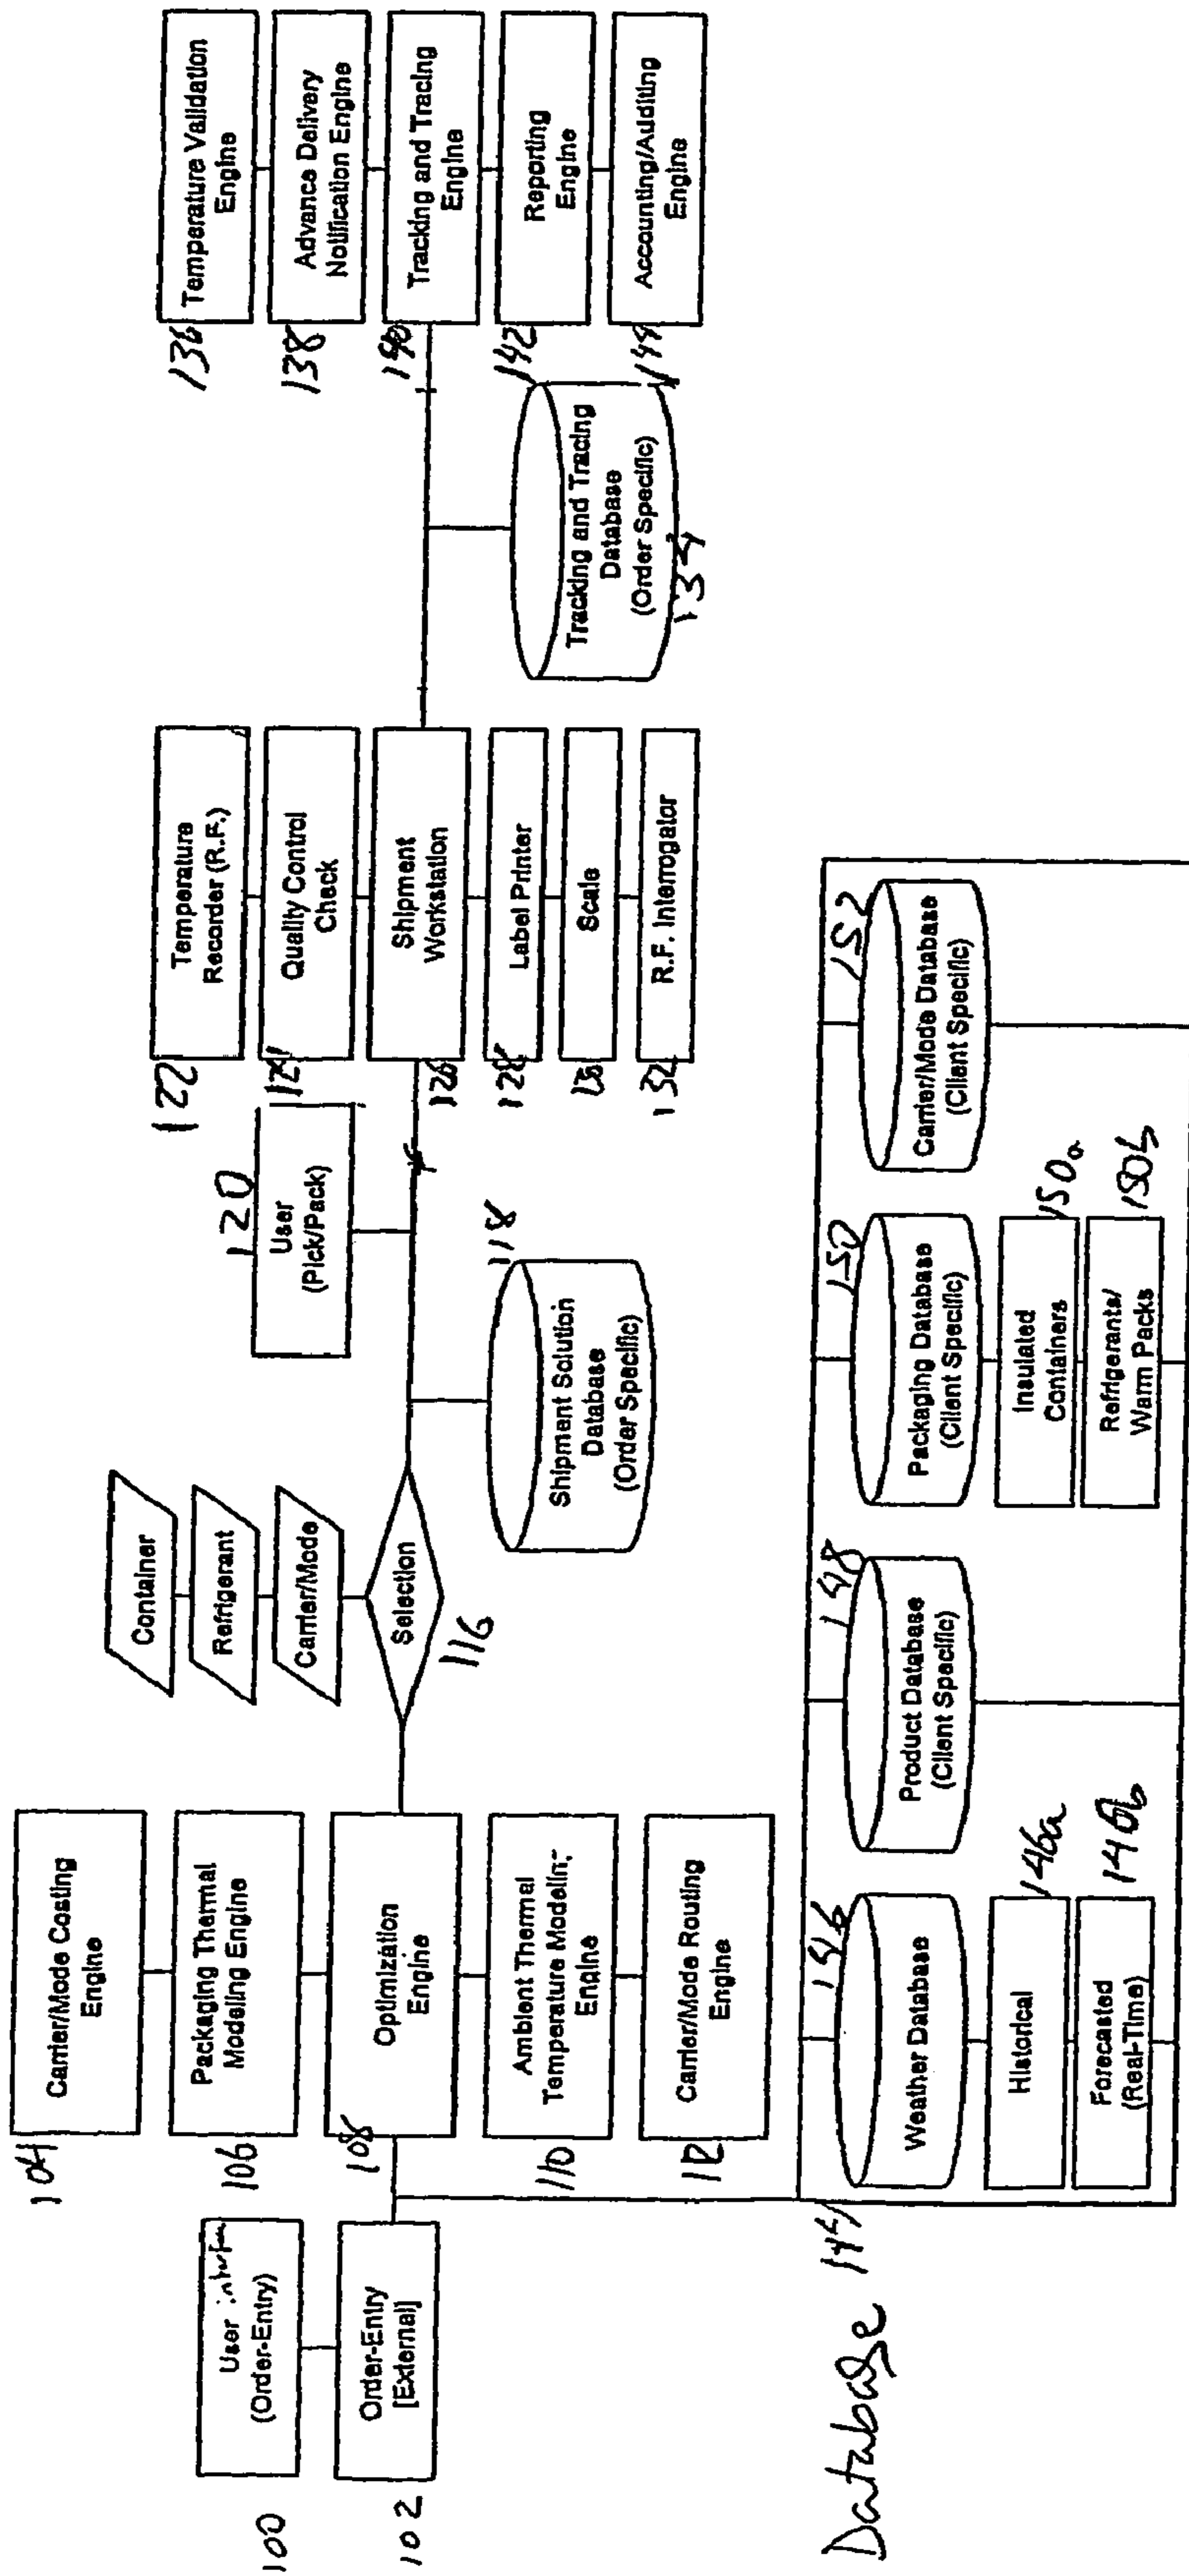 100
User interface
(Order-Entry)
102
Order-Entry
[External]
104
Carrier/Mode Costing
Engine
106
Packaging Thermal
Modeling Engine
108
Optimization
Engine
110
Ambient Thermal
Temperature Modeling
Engine
112
Carrier/Mode Routing
Engine
Container
Refrigerant
Carrier/Mode
Selection
116
118
Shipment Solution
Database
(Order Specific)
120
User
(Pick/Pack)
122
Temperature
Recorder (R.F.)
124
Quality Control
Check
126
Shipment
Workstation
128
Label Printer
Scale
132
R.F. Interrogator
Tracking and Tracing
Database
(Order Specific)
134
136
Temperature Validation
Engine
138
Advance Delivery
Notification Engine
140
Tracking and Tracing
Engine
142
Reporting
Engine
144
Accounting/Auditing
Engine
Database 144
146
Weather Database
Historical
146a
Forecasted
(Real-Time)
146b
148
Product Database
(Client Specific)
150
Packaging Database
(Client Specific)
Insulated
Containers
150a
Refrigerants/
Warm Packs
150b
152
Carrier/Mode Database
(Client Specific)